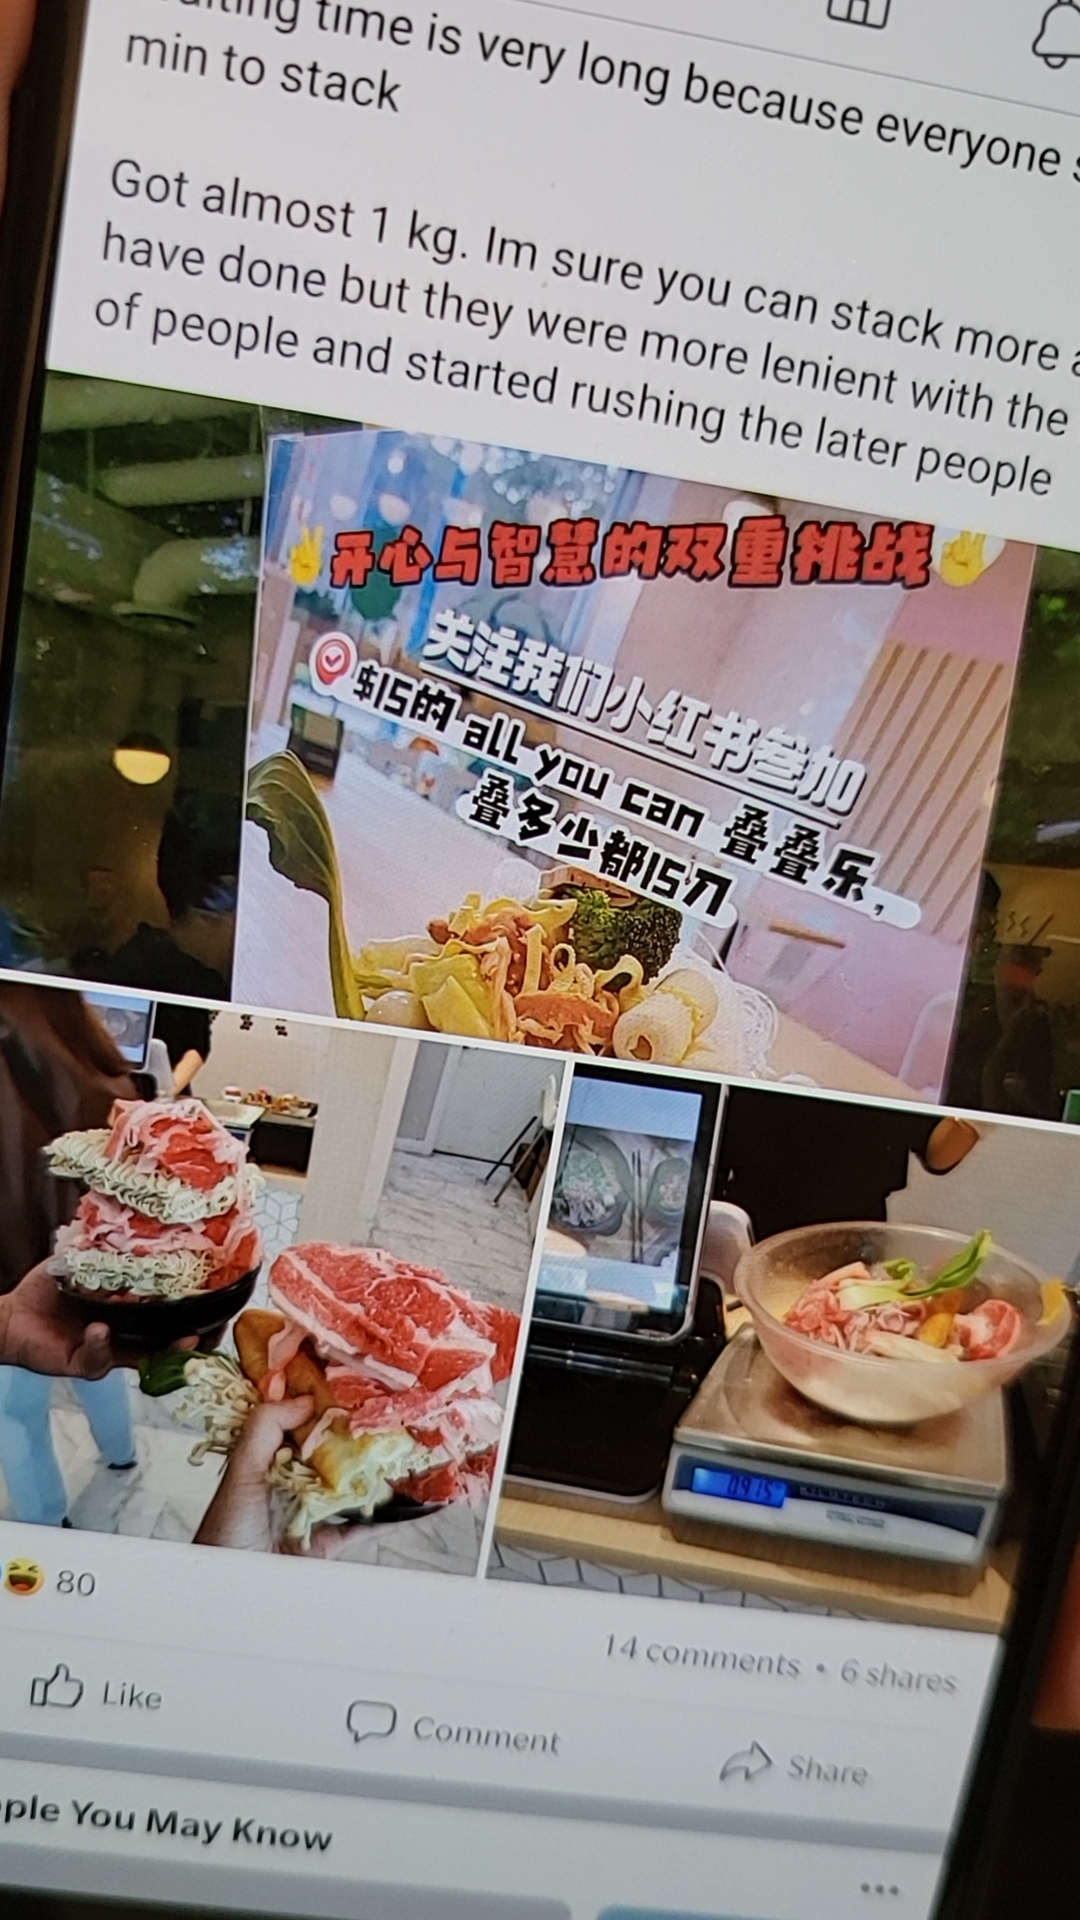 time is very long because everyone
min to stack
Got almost 1 kg. Im sure you can stack more
have done but they were more lenient with the
of people and started rushing the later people
开心与智慧的双重挑战
关注我们小红书参加
$15的 all you can 叠叠乐,
叠多少都15刀
0.915
80
14 comments • 6 shares
Like
Comment
Share
You May Know